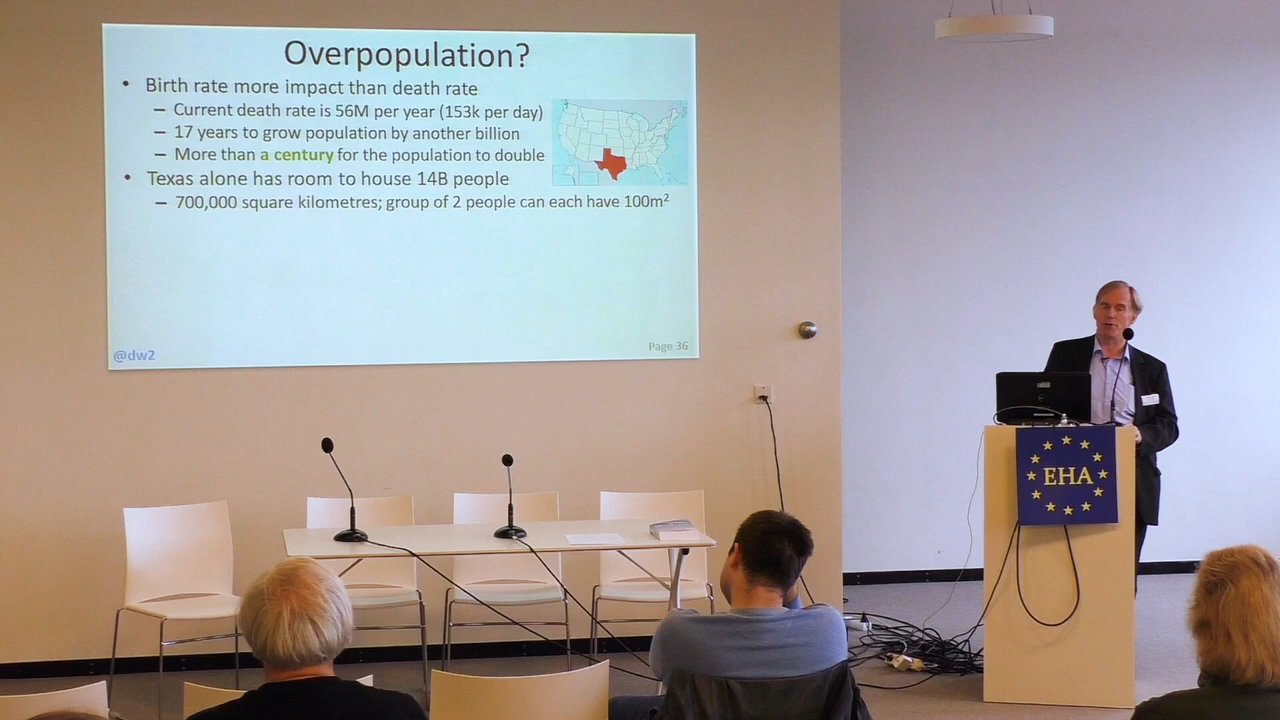 Overpopulation?
• Birth rate more impact than death rate
– Current death rate is 56M per year (153k per day)
– 17 years to grow population by another billion
– More than a century for the population to double
• Texas alone has room to house 14B people
– 700,000 square kilometres; group of 2 people can each have 100m²
@dw2
Page 36
EHA